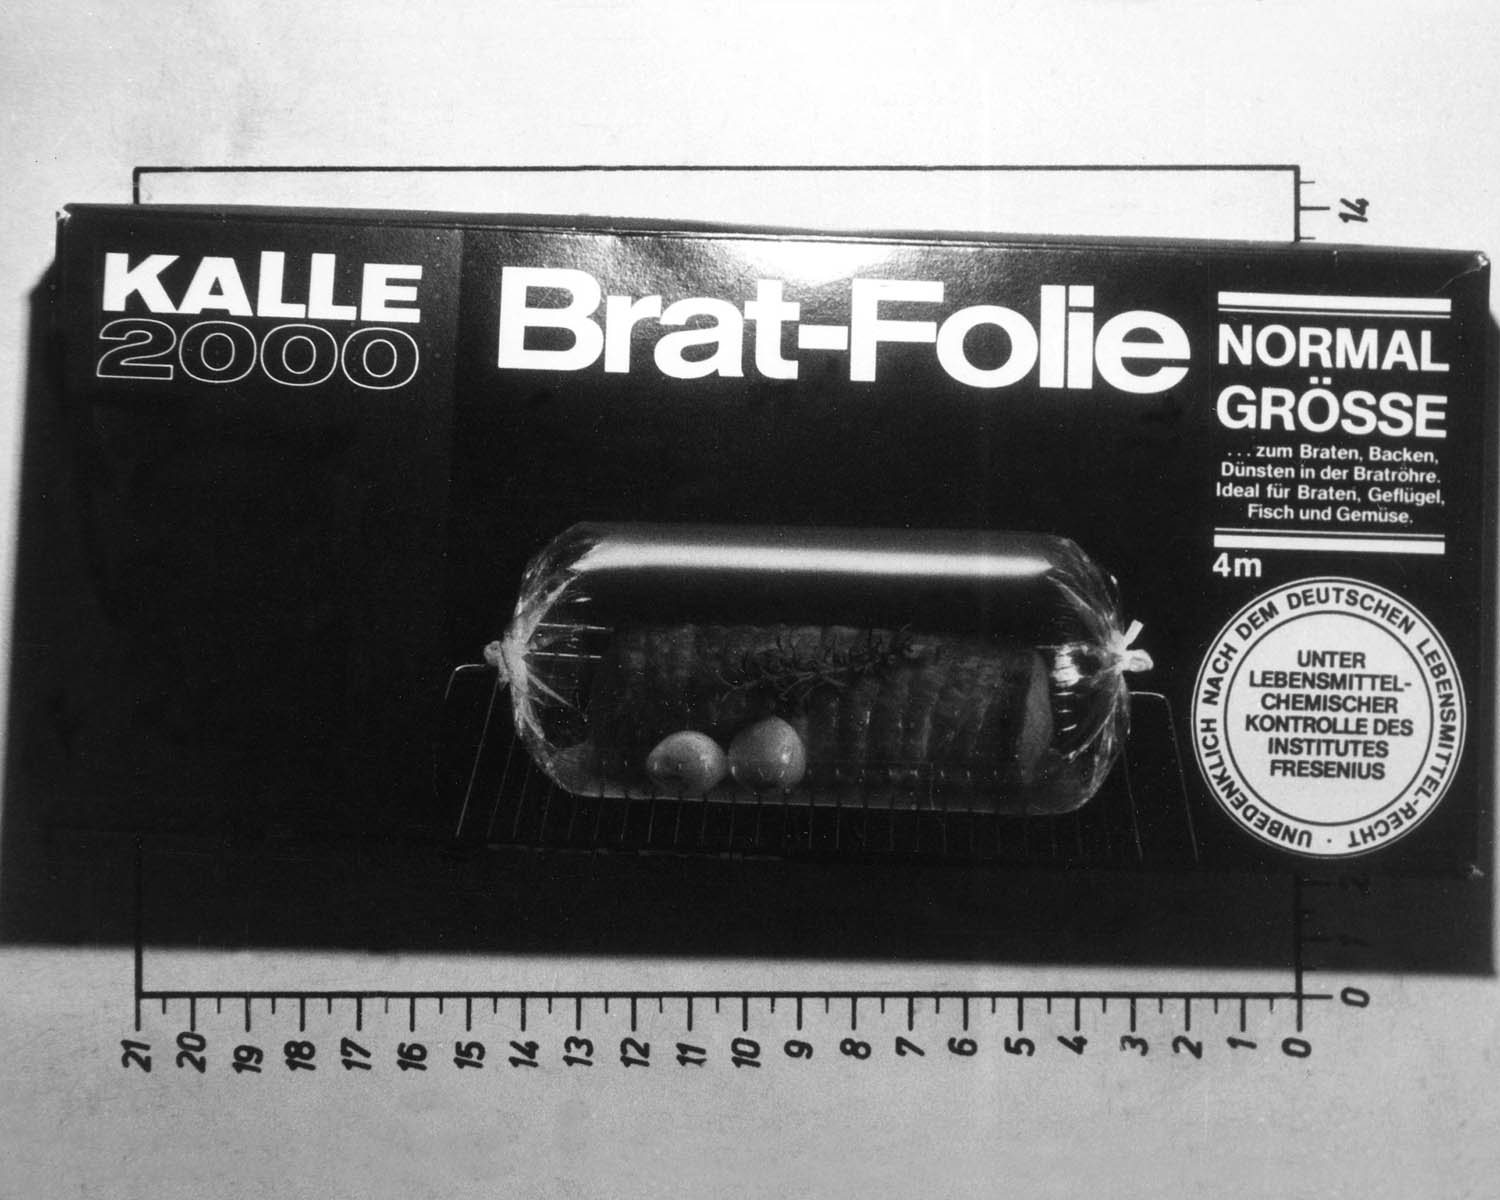 14
KALLE
2000
Brat-Folie
NORMAL
GRÖSSE
...zum Braten, Backen,
Dünsten in der Bratröhre.
Ideal für Braten, Geflügel,
Fisch und Gemüse.
4m
UNBEDENKLICH NACH DEM DEUTSCHEN LEBENSMITTEL-RECHT ·
UNTER
LEBENSMITTEL-
CHEMISCHER
KONTROLLE DES
INSTITUTES
FRESENIUS
2
1
0
21 20 19 18 17 16 15 14 13 12 11 10 9 8 7 6 5 4 3 2 1 0